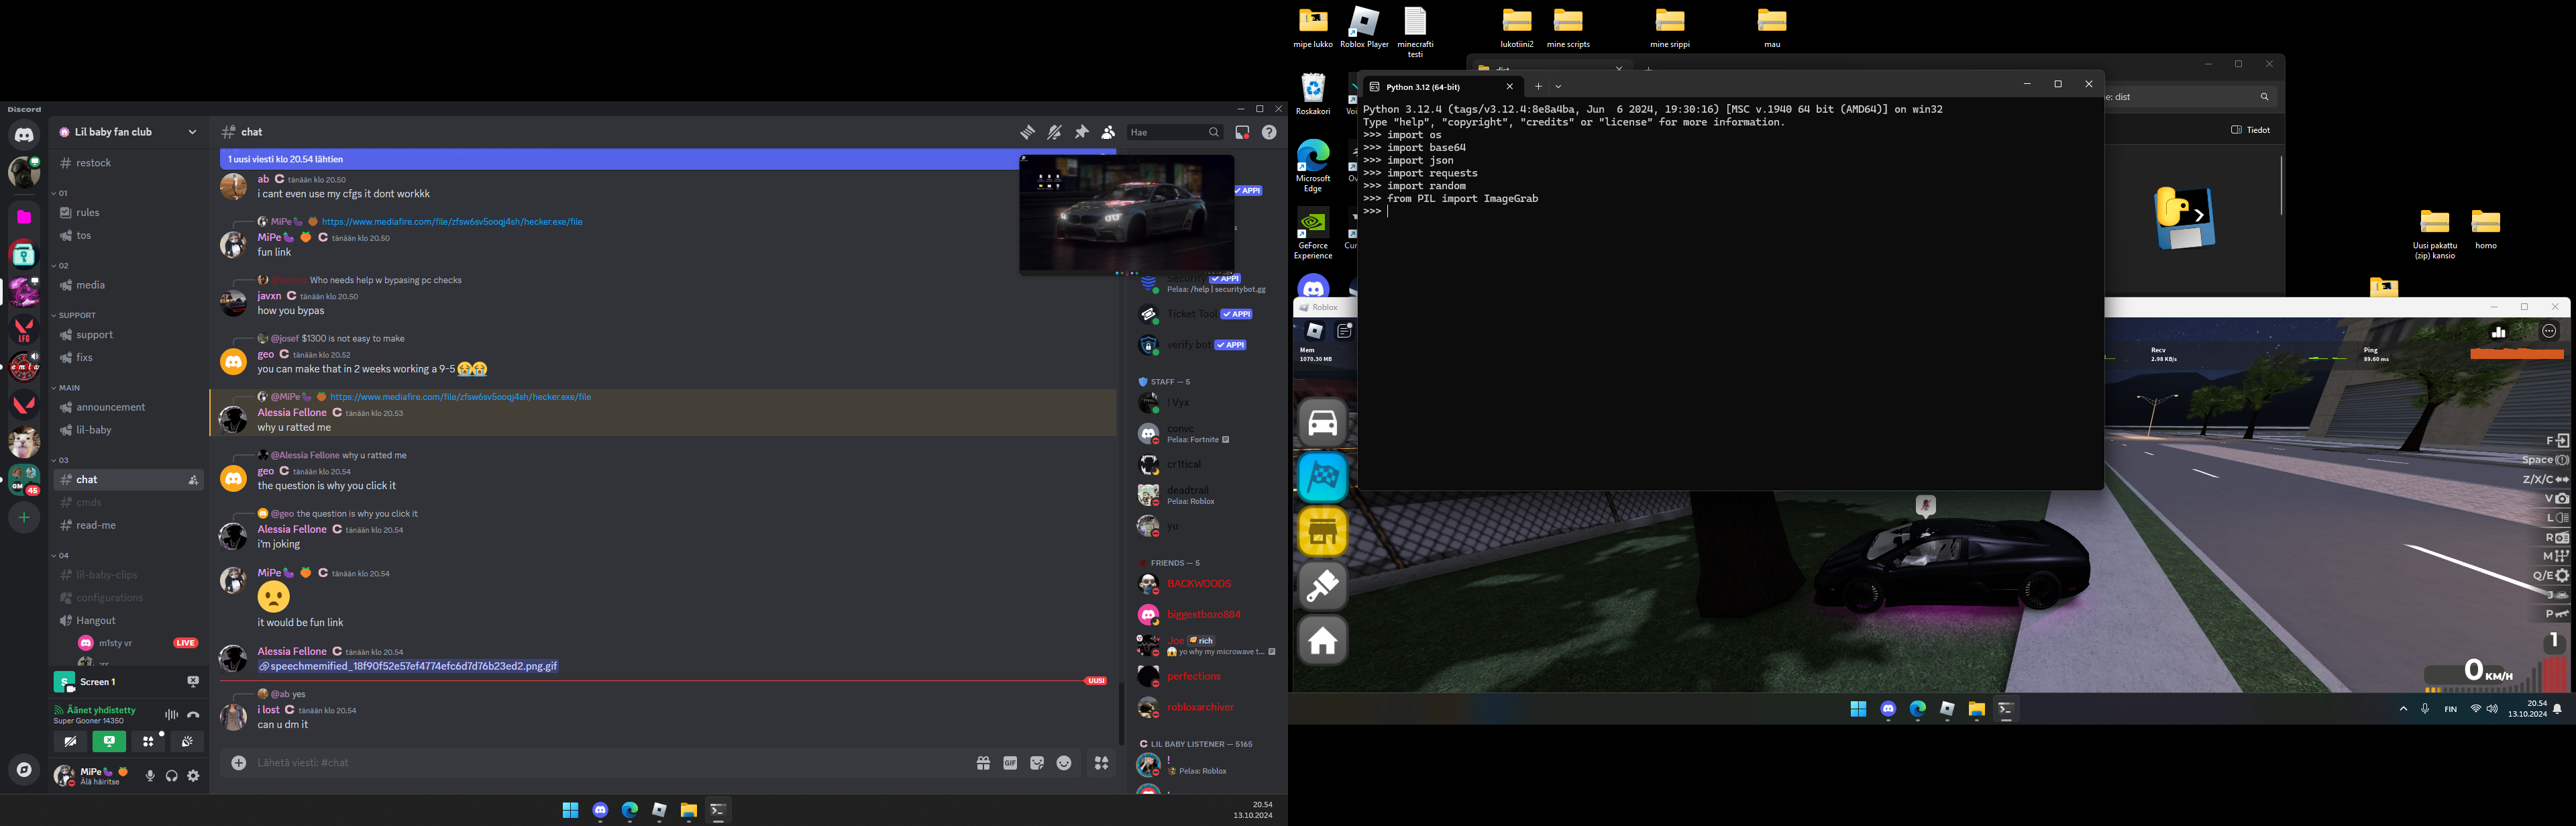 Discord
Lil baby fan club
restock
01
rules
tos
02
media
SUPPORT
support
fixs
MAIN
announcement
lil-baby
03
chat
cmds
read-me
04
lil-baby-clips
configurations
Hangout
m1sty vr
LIVE
LFG
GM
45
Screen 1
Äänet yhdistetty
Super Gooner 14350
MiPe🍆 🍑
Älä häiritse
chat
Hae
1 uusi viesti klo 20.54 lähtien
ab tänään klo 20.50
i cant even use my cfgs it dont workkk
MiPe🍆 🍑 https://www.mediafire.com/file/zfsw6sv5ooqj4sh/hecker.exe/file
MiPe🍆 🍑 tänään klo 20.50
fun link
Who needs help w bypassing pc checks
javxn tänään klo 20.50
how you bypas
@josef $1300 is not easy to make
geo tänään klo 20.52
you can make that in 2 weeks working a 9-5 😭😭
@MiPe🍆 🍑 https://www.mediafire.com/file/zfsw6sv5ooqj4sh/hecker.exe/file
Alessia Fellone tänään klo 20.53
why u ratted me
@Alessia Fellone why u ratted me
geo tänään klo 20.54
the question is why you click it
@geo the question is why you click it
Alessia Fellone tänään klo 20.54
i'm joking
MiPe🍆 🍑 tänään klo 20.54
it would be fun link
Alessia Fellone tänään klo 20.54
speechmemified_18f90f52e57ef4774efc6d7d76b23ed2.png.gif
UUSI
@ab yes
i lost tänään klo 20.54
can u dm it
Lähetä viesti: #chat
GIF
APPI
Security APPI
Pelaa: /help | securitybot.gg
Ticket Tool APPI
verify bot APPI
STAFF — 5
! Vyx
convc
Pelaa: Fortnite
cr1tical
deadtrail
Pelaa: Roblox
yu
FRIENDS — 5
BACKWOODS
biggestbozo884
Joe rich
yo why my microwave t...
perfections
robloxarchiver
LIL BABY LISTENER — 5165
!
Pelaa: Roblox
20.54
13.10.2024
mipe lukko
Roblox Player
minecrafti testi
lukotiini2
mine scripts
mine srippi
mau
Roskakori
Voi
Microsoft Edge
Ov
GeForce Experience
Cur
Uusi pakattu (zip) kansio
homo
dist
e: dist
Tiedot
Python 3.12 (64-bit)
Python 3.12.4 (tags/v3.12.4:8e8a4ba, Jun  6 2024, 19:30:16) [MSC v.1940 64 bit (AMD64)] on win32
Type "help", "copyright", "credits" or "license" for more information.
>>> import os
>>> import base64
>>> import json
>>> import requests
>>> import random
>>> from PIL import ImageGrab
>>>
Roblox
Mem
1070.30 MB
Recv
2.98 KB/s
Ping
89.60 ms
F
Space
Z/X/C
V
L
R
M
Q/E
J
P
1
0 KM/H
FIN
20.54
13.10.2024